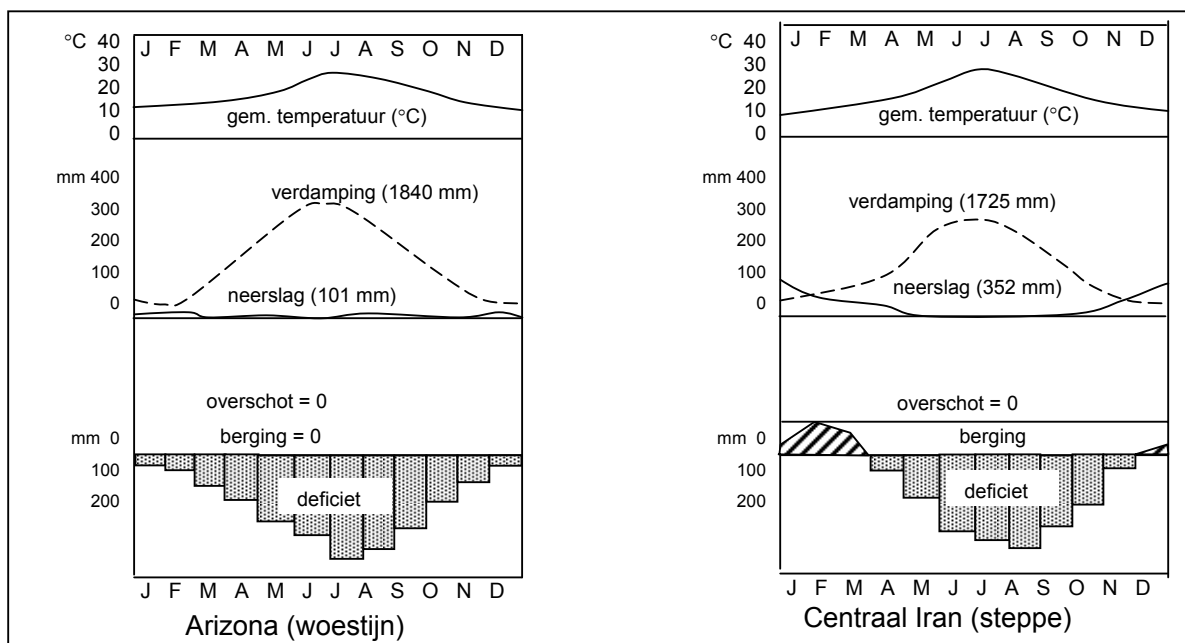 °C 40
30
20
10
0
J F M A M J J A S O N D
gem. temperatuur (°C)
mm 400
300
200
100
0
verdamping (1840 mm)
neerslag (101 mm)
overschot = 0
mm 0
100
200
berging = 0
deficiet
J F M A M J J A S O N D
Arizona (woestijn)
°C 40
30
20
10
0
J F M A M J J A S O N D
gem. temperatuur (°C)
mm 400
300
200
100
0
verdamping (1725 mm)
neerslag (352 mm)
overschot = 0
mm 0
100
200
berging
deficiet
J F M A M J J A S O N D
Centraal Iran (steppe)